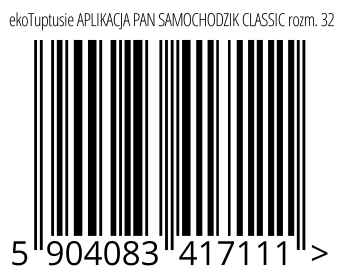 ekoTuptusie APLIKACJA PAN SAMOCHODZIK CLASSIC rozm. 32
5 904083 417111 >